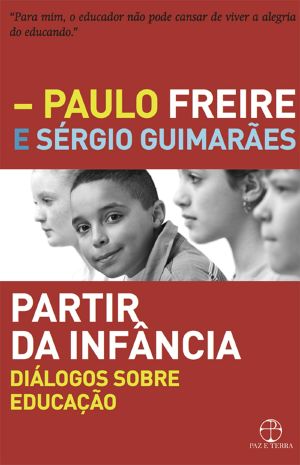 “Para mim, o educador não pode cansar de viver a alegria
do educando.”
– PAULO FREIRE
E SÉRGIO GUIMARÃES
PARTIR
DA INFÂNCIA
DIÁLOGOS SOBRE
EDUCAÇÃO
PAZ E TERRA